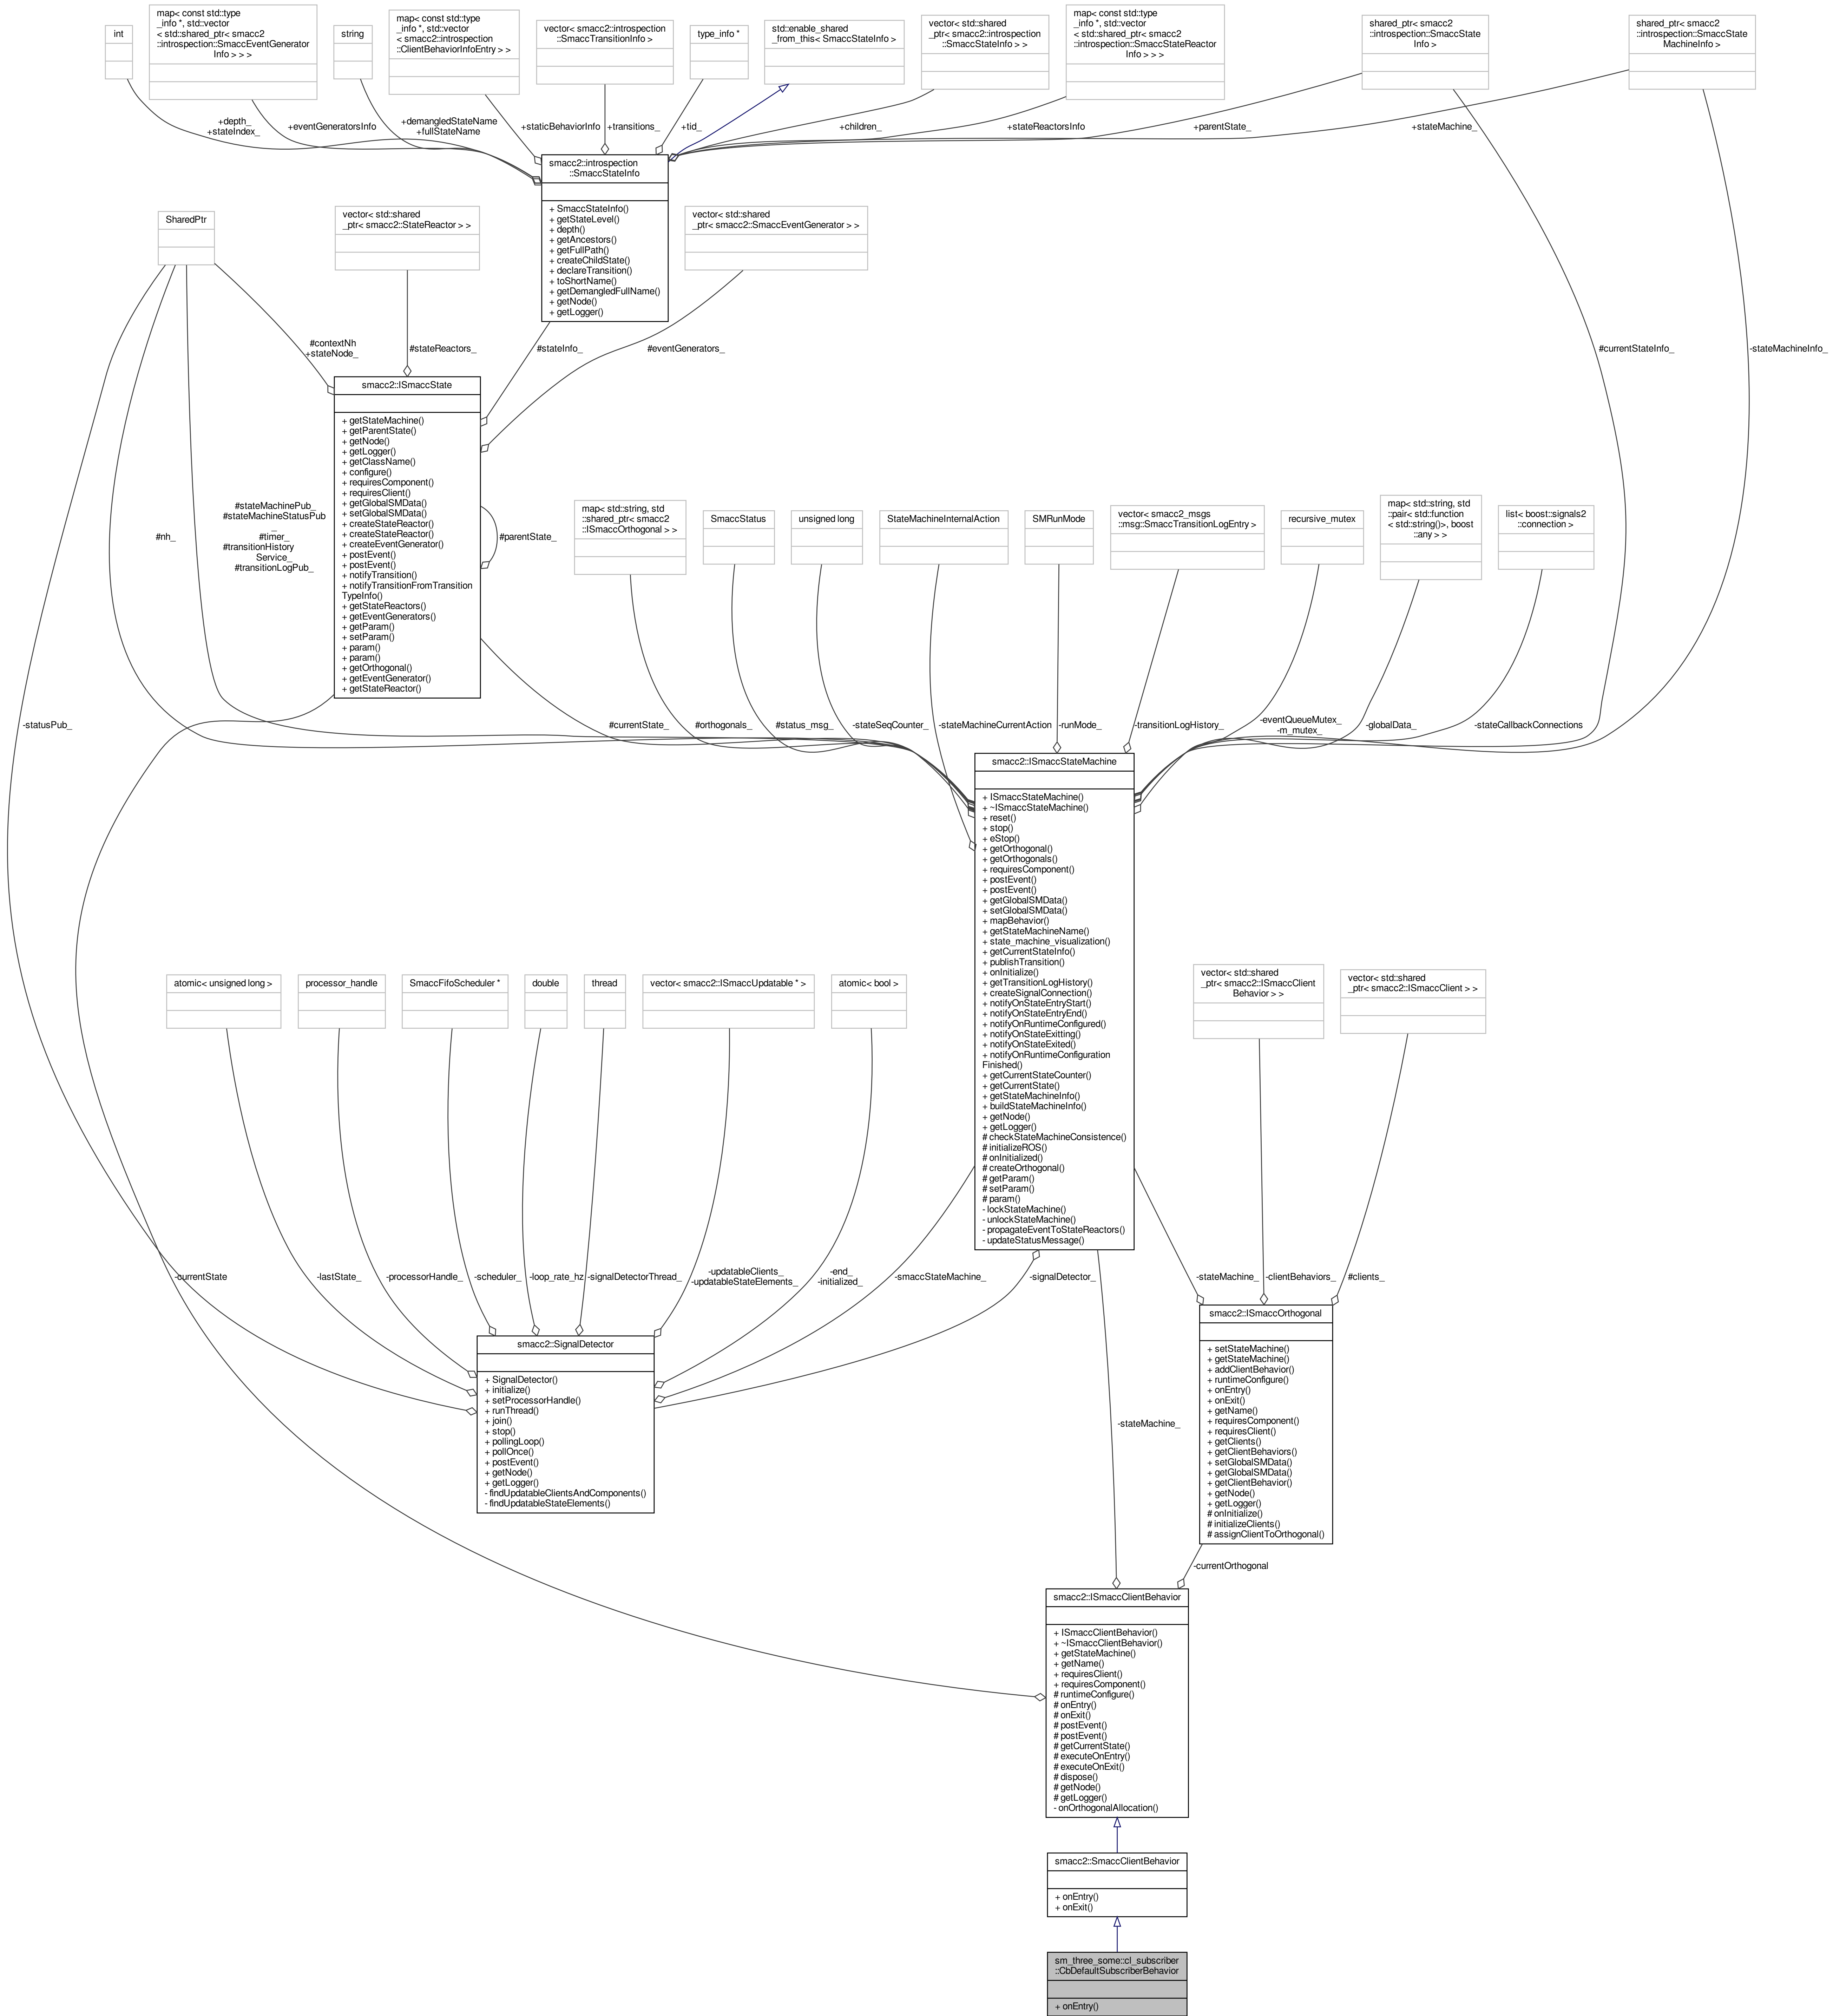 int
map< const std::type
_info *, std::vector
< std::shared_ptr< smacc2
::introspection::SmaccEventGenerator
Info > > >
string
map< const std::type
_info *, std::vector
< smacc2::introspection
::ClientBehaviorInfoEntry > >
vector< smacc2::introspection
::SmaccTransitionInfo >
type_info *
std::enable_shared
_from_this< SmaccStateInfo >
vector< std::shared
_ptr< smacc2::introspection
::SmaccStateInfo > >
map< const std::type
_info *, std::vector
< std::shared_ptr< smacc2
::introspection::SmaccStateReactor
Info > > >
shared_ptr< smacc2
::introspection::SmaccState
Info >
shared_ptr< smacc2
::introspection::SmaccState
MachineInfo >
+depth_
+stateIndex_
+eventGeneratorsInfo
+demangledStateName
+fullStateName
+staticBehaviorInfo
+transitions_
+tid_
+children_
+stateReactorsInfo
+parentState_
+stateMachine_
smacc2::introspection
::SmaccStateInfo
+ SmaccStateInfo()
+ getStateLevel()
+ depth()
+ getAncestors()
+ getFullPath()
+ createChildState()
+ declareTransition()
+ toShortName()
+ getDemangledFullName()
+ getNode()
+ getLogger()
SharedPtr
vector< std::shared
_ptr< smacc2::StateReactor > >
vector< std::shared
_ptr< smacc2::SmaccEventGenerator > >
#contextNh
+stateNode_
#stateReactors_
#stateInfo_
#eventGenerators_
#currentStateInfo_
-stateMachineInfo_
smacc2::ISmaccState
+ getStateMachine()
+ getParentState()
+ getNode()
+ getLogger()
+ getClassName()
+ configure()
+ requiresComponent()
+ requiresClient()
+ getGlobalSMData()
+ setGlobalSMData()
+ createStateReactor()
+ createStateReactor()
+ createEventGenerator()
+ postEvent()
+ postEvent()
+ notifyTransition()
+ notifyTransitionFromTransition
TypeInfo()
+ getStateReactors()
+ getEventGenerators()
+ getParam()
+ setParam()
+ param()
+ param()
+ getOrthogonal()
+ getEventGenerator()
+ getStateReactor()
#parentState_
#nh_
#stateMachinePub_
#stateMachineStatusPub
_
#timer_
#transitionHistory
Service_
#transitionLogPub_
map< std::string, std
::shared_ptr< smacc2
::ISmaccOrthogonal > >
SmaccStatus
unsigned long
StateMachineInternalAction
SMRunMode
vector< smacc2_msgs
::msg::SmaccTransitionLogEntry >
recursive_mutex
map< std::string, std
::pair< std::function
< std::string()>, boost
::any > >
list< boost::signals2
::connection >
-statusPub_
#currentState_
#orthogonals_
#status_msg_
-stateSeqCounter_
-stateMachineCurrentAction
-runMode_
-transitionLogHistory_
-eventQueueMutex_
-m_mutex_
-globalData_
-stateCallbackConnections
smacc2::ISmaccStateMachine
+ ISmaccStateMachine()
+ ~ISmaccStateMachine()
+ reset()
+ stop()
+ eStop()
+ getOrthogonal()
+ getOrthogonals()
+ requiresComponent()
+ postEvent()
+ postEvent()
+ getGlobalSMData()
+ setGlobalSMData()
+ mapBehavior()
+ getStateMachineName()
+ state_machine_visualization()
+ getCurrentStateInfo()
+ publishTransition()
+ onInitialize()
+ getTransitionLogHistory()
+ createSignalConnection()
+ notifyOnStateEntryStart()
+ notifyOnStateEntryEnd()
+ notifyOnRuntimeConfigured()
+ notifyOnStateExitting()
+ notifyOnStateExited()
+ notifyOnRuntimeConfiguration
Finished()
+ getCurrentStateCounter()
+ getCurrentState()
+ getStateMachineInfo()
+ buildStateMachineInfo()
+ getNode()
+ getLogger()
# checkStateMachineConsistence()
# initializeROS()
# onInitialized()
# createOrthogonal()
# getParam()
# setParam()
# param()
- lockStateMachine()
- unlockStateMachine()
- propagateEventToStateReactors()
- updateStatusMessage()
atomic< unsigned long >
processor_handle
SmaccFifoScheduler *
double
thread
vector< smacc2::ISmaccUpdatable * >
atomic< bool >
vector< std::shared
_ptr< smacc2::ISmaccClient
Behavior > >
vector< std::shared
_ptr< smacc2::ISmaccClient > >
-currentState
-lastState_
-processorHandle_
-scheduler_
-loop_rate_hz
-signalDetectorThread_
-updatableClients_
-updatableStateElements_
-end_
-initialized_
-smaccStateMachine_
-signalDetector_
-stateMachine_
-clientBehaviors_
#clients_
smacc2::SignalDetector
+ SignalDetector()
+ initialize()
+ setProcessorHandle()
+ runThread()
+ join()
+ stop()
+ pollingLoop()
+ pollOnce()
+ postEvent()
+ getNode()
+ getLogger()
- findUpdatableClientsAndComponents()
- findUpdatableStateElements()
smacc2::ISmaccOrthogonal
+ setStateMachine()
+ getStateMachine()
+ addClientBehavior()
+ runtimeConfigure()
+ onEntry()
+ onExit()
+ getName()
+ requiresComponent()
+ requiresClient()
+ getClients()
+ getClientBehaviors()
+ setGlobalSMData()
+ getGlobalSMData()
+ getClientBehavior()
+ getNode()
+ getLogger()
# onInitialize()
# initializeClients()
# assignClientToOrthogonal()
-stateMachine_
-currentOrthogonal
smacc2::ISmaccClientBehavior
+ ISmaccClientBehavior()
+ ~ISmaccClientBehavior()
+ getStateMachine()
+ getName()
+ requiresClient()
+ requiresComponent()
# runtimeConfigure()
# onEntry()
# onExit()
# postEvent()
# postEvent()
# getCurrentState()
# executeOnEntry()
# executeOnExit()
# dispose()
# getNode()
# getLogger()
- onOrthogonalAllocation()
smacc2::SmaccClientBehavior
+ onEntry()
+ onExit()
sm_three_some::cl_subscriber
::CbDefaultSubscriberBehavior
+ onEntry()